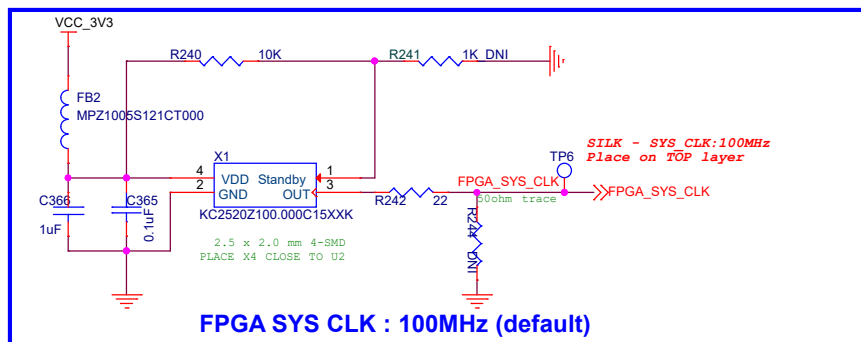 VCC_3V3
R240 10K
R241 1K_DNI
FB2
MPZ1005S121CT000
SILK - SYS_CLK:100MHz
Place on TOP layer
TP6
X1
4 VDD Standby 1
2 GND OUT 3
FPGA_SYS_CLK
FPGA_SYS_CLK
50ohm trace
R242 22
C366
1uF
C365
0.1uF
KC2520Z100.000C15XXK
R244
DNI
2.5 x 2.0 mm 4-SMD
PLACE X4 CLOSE TO U2
FPGA SYS CLK : 100MHz (default)